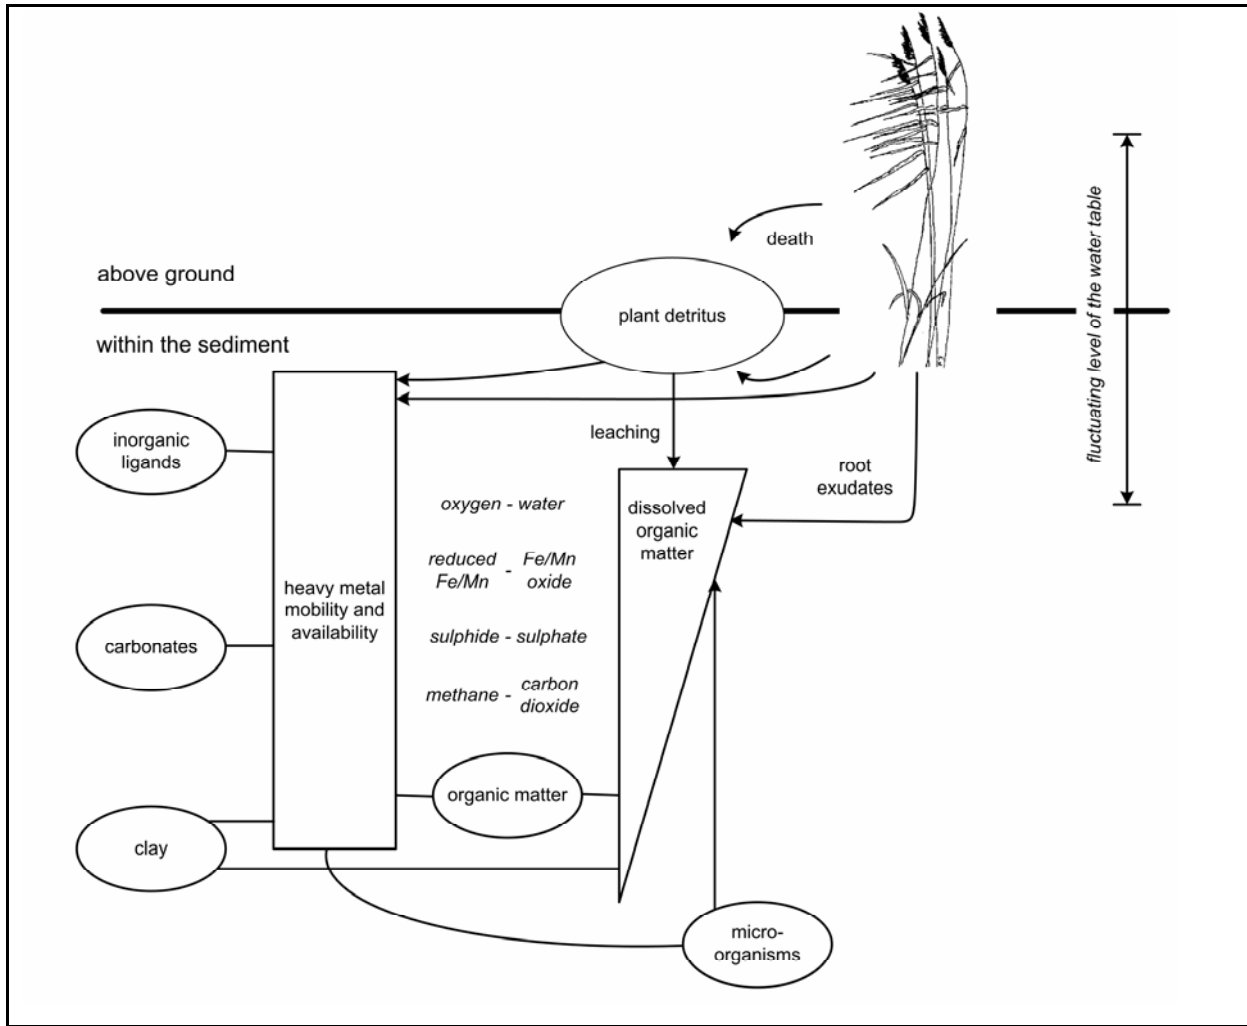 death
above ground
plant detritus
within the sediment
fluctuating level of the water table
inorganic
ligands
leaching
root
exudates
oxygen - water
dissolved
organic
matter
reduced
Fe/Mn
-
Fe/Mn
oxide
heavy metal
mobility and
availability
carbonates
sulphide - sulphate
methane -
carbon
dioxide
organic matter
clay
micro-
organisms